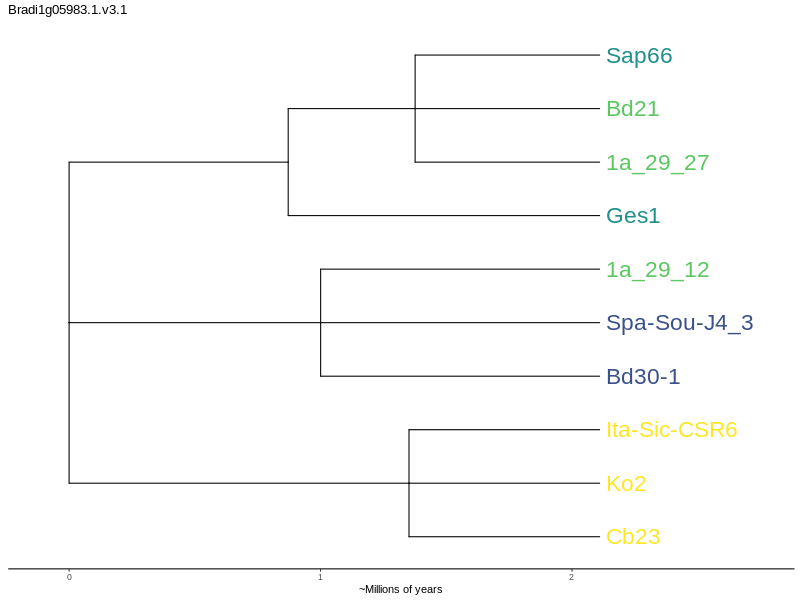 Bradi1g05983.1.v3.1
Sap66
Bd21
1a_29_27
Ges1
1a_29_12
Spa-Sou-J4_3
Bd30-1
Ita-Sic-CSR6
Ko2
Cb23
0 1 2
~Millions of years